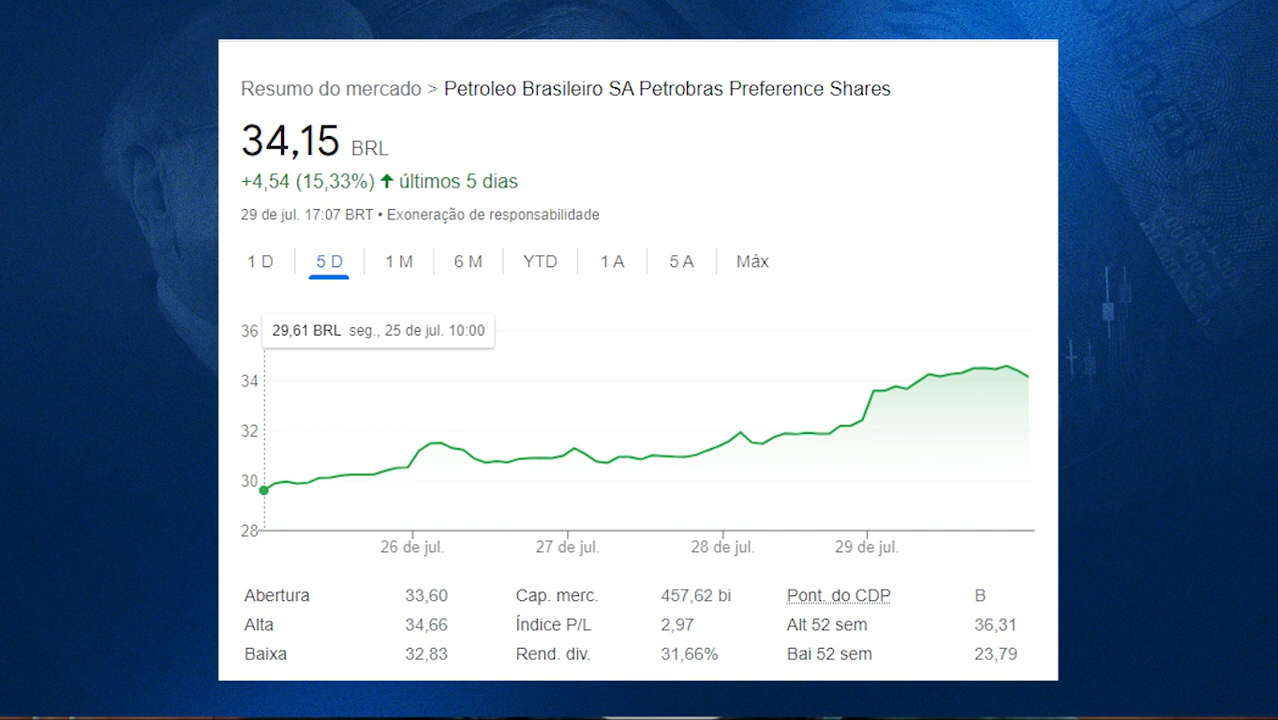 Resumo do mercado > Petroleo Brasileiro SA Petrobras Preference Shares
34,15 BRL
+4,54 (15,33%) ↑ últimos 5 dias
29 de jul. 17:07 BRT • Exoneração de responsabilidade
1 D 5 D 1 M 6 M YTD 1 A 5 A Máx
29,61 BRL seg., 25 de jul. 10:00
36
34
32
30
28
26 de jul. 27 de jul. 28 de jul. 29 de jul.
Abertura 33,60 Cap. merc. 457,62 bi Pont. do CDP B
Alta 34,66 Índice P/L 2,97 Alt 52 sem 36,31
Baixa 32,83 Rend. div. 31,66% Bai 52 sem 23,79